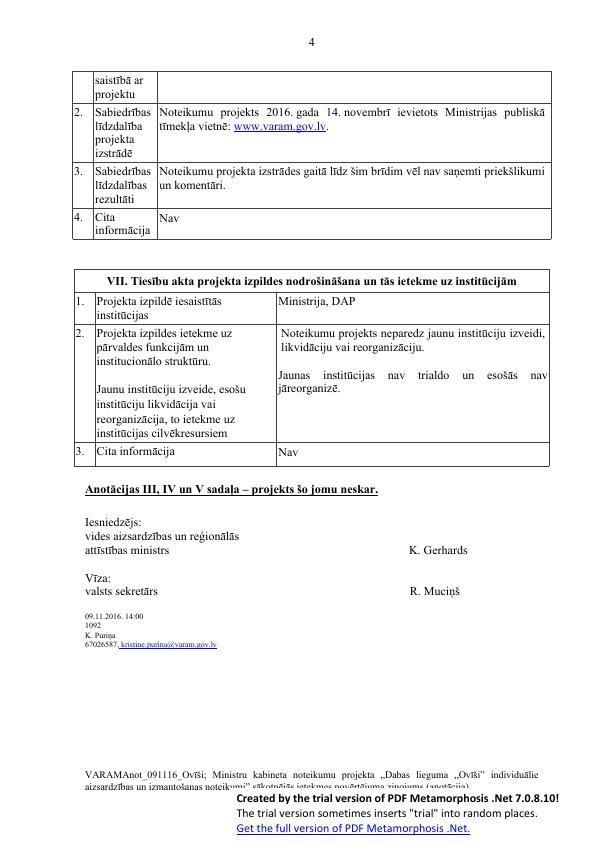 4
saistībā ar
projektu
2. Sabiedrības
līdzdalība
projekta
izstrādē
Noteikumu projekts 2016. gada 14. novembrī ievietots Ministrijas publiskā
tīmekļa vietnē: www.varam.gov.lv.
3. Sabiedrības
līdzdalības
rezultāti
Noteikumu projekta izstrādes gaitā līdz šim brīdim vēl nav saņemti priekšlikumi
un komentāri.
4. Cita
informācija
Nav
VII. Tiesību akta projekta izpildes nodrošināšana un tās ietekme uz institūcijām
1. Projekta izpildē iesaistītās
institūcijas
Ministrija, DAP
2. Projekta izpildes ietekme uz
pārvaldes funkcijām un
institucionālo struktūru.
Jaunu institūciju izveide, esošu
institūciju likvidācija vai
reorganizācija, to ietekme uz
institūcijas cilvēkresursiem
Noteikumu projekts neparedz jaunu institūciju izveidi,
likvidāciju vai reorganizāciju.
Jaunas institūcijas nav trialdo un esošās nav
jāreorganizē.
3. Cita informācija
Nav
Anotācijas III, IV un V sadaļa – projekts šo jomu neskar.
Iesniedzējs:
vides aizsardzības un reģionālās
attīstības ministrs K. Gerhards
Vīza:
valsts sekretārs R. Muciņš
09.11.2016. 14:00
1092
K. Puriņa
67026587, kristine.purina@varam.gov.lv
VARAMAnot_091116_Ovīši; Ministru kabineta noteikumu projekta „Dabas lieguma „Ovīši” individuālie
aizsardzības un izmantošanas noteikumi” sākotnējās ietekmes novērtējuma ziņojums (anotācija)
Created by the trial version of PDF Metamorphosis .Net 7.0.8.10!
The trial version sometimes inserts "trial" into random places.
Get the full version of PDF Metamorphosis .Net.